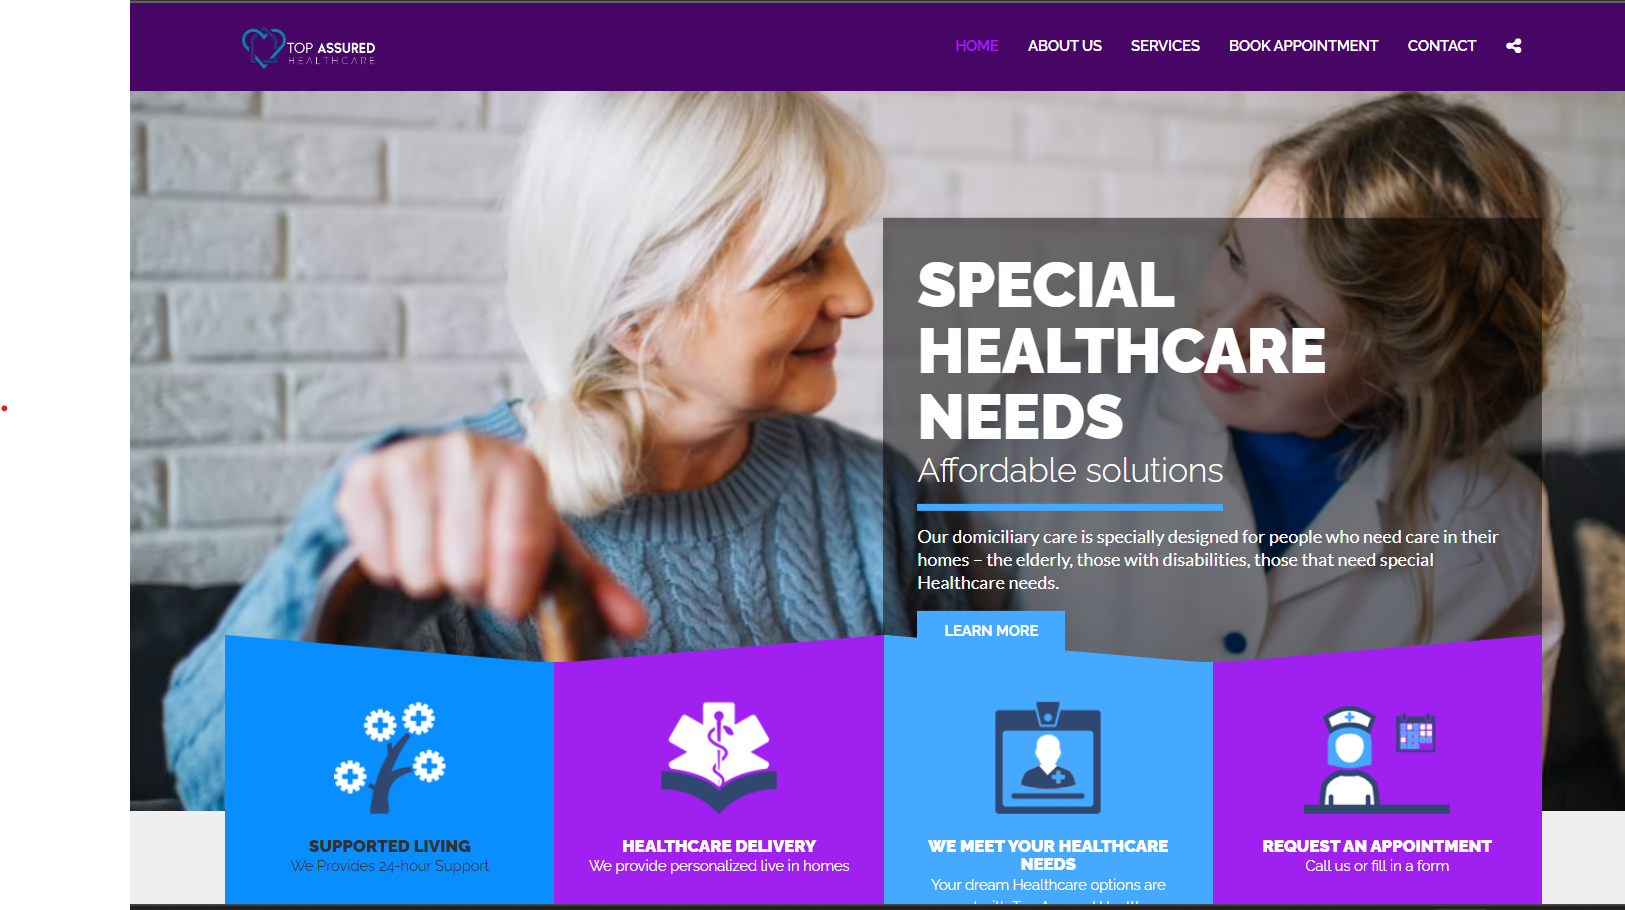 TOP ASSURED
HEALTHCARE
HOME
ABOUT US
SERVICES
BOOK APPOINTMENT
CONTACT
SPECIAL
HEALTHCARE
NEEDS
Affordable solutions
Our domiciliary care is specially designed for people who need care in their
homes – the elderly, those with disabilities, those that need special
Healthcare needs.
LEARN MORE
SUPPORTED LIVING
We Provides 24-hour Support
HEALTHCARE DELIVERY
We provide personalized live in homes
WE MEET YOUR HEALTHCARE
NEEDS
Your dream Healthcare options are
REQUEST AN APPOINTMENT
Call us or fill in a form